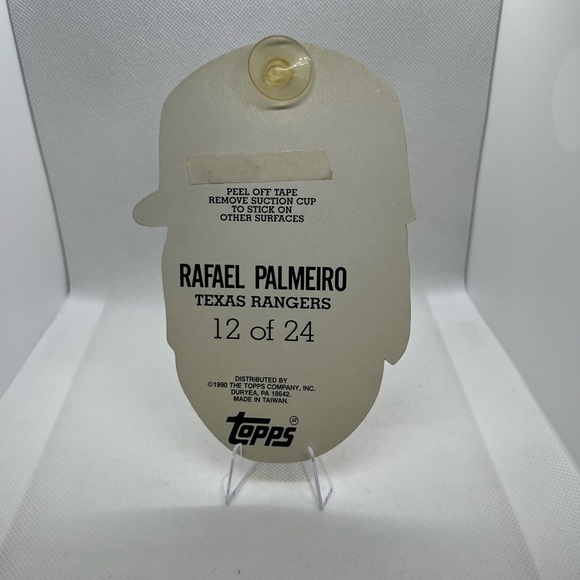 PEEL OFF TAPE
REMOVE SUCTION CUP
TO STICK ON
OTHER SURFACES
RAFAEL PALMEIRO
TEXAS RANGERS
12 of 24
DISTRIBUTED BY
©1990 THE TOPPS COMPANY, INC.
DURYEA, PA 18642.
MADE IN TAIWAN.
topps®